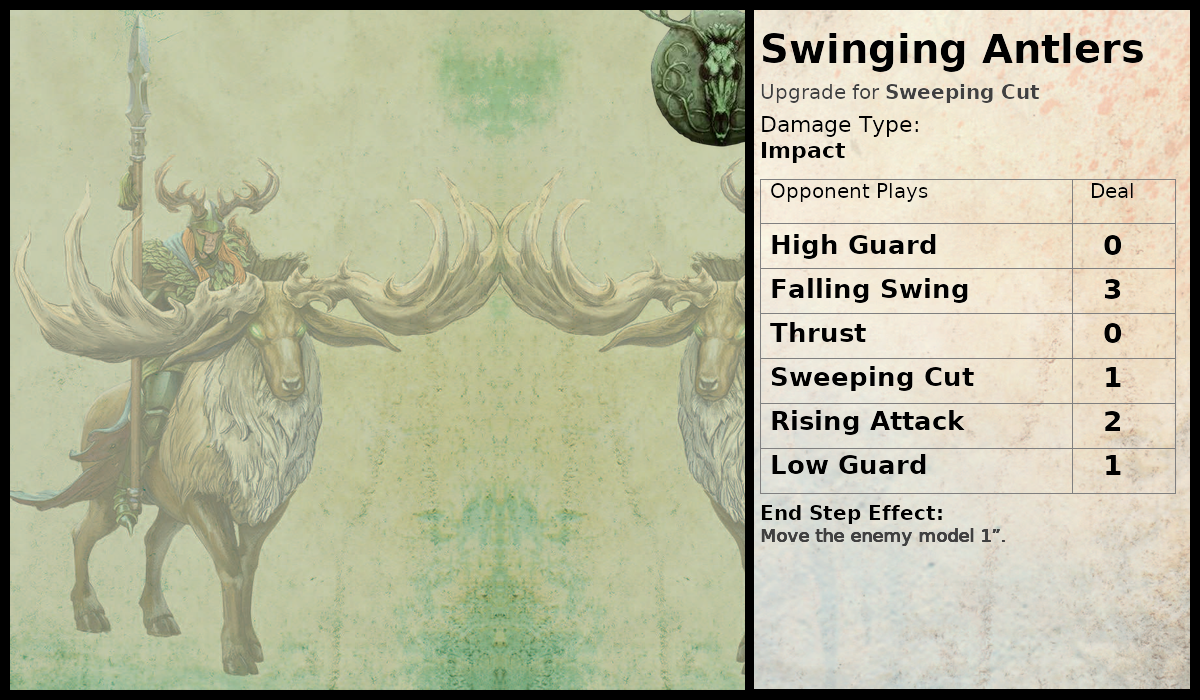 Swinging Antlers
Upgrade for Sweeping Cut
Damage Type:
Impact
Opponent Plays Deal
High Guard 0
Falling Swing 3
Thrust 0
Sweeping Cut 1
Rising Attack 2
Low Guard 1
End Step Effect:
Move the enemy model 1”.